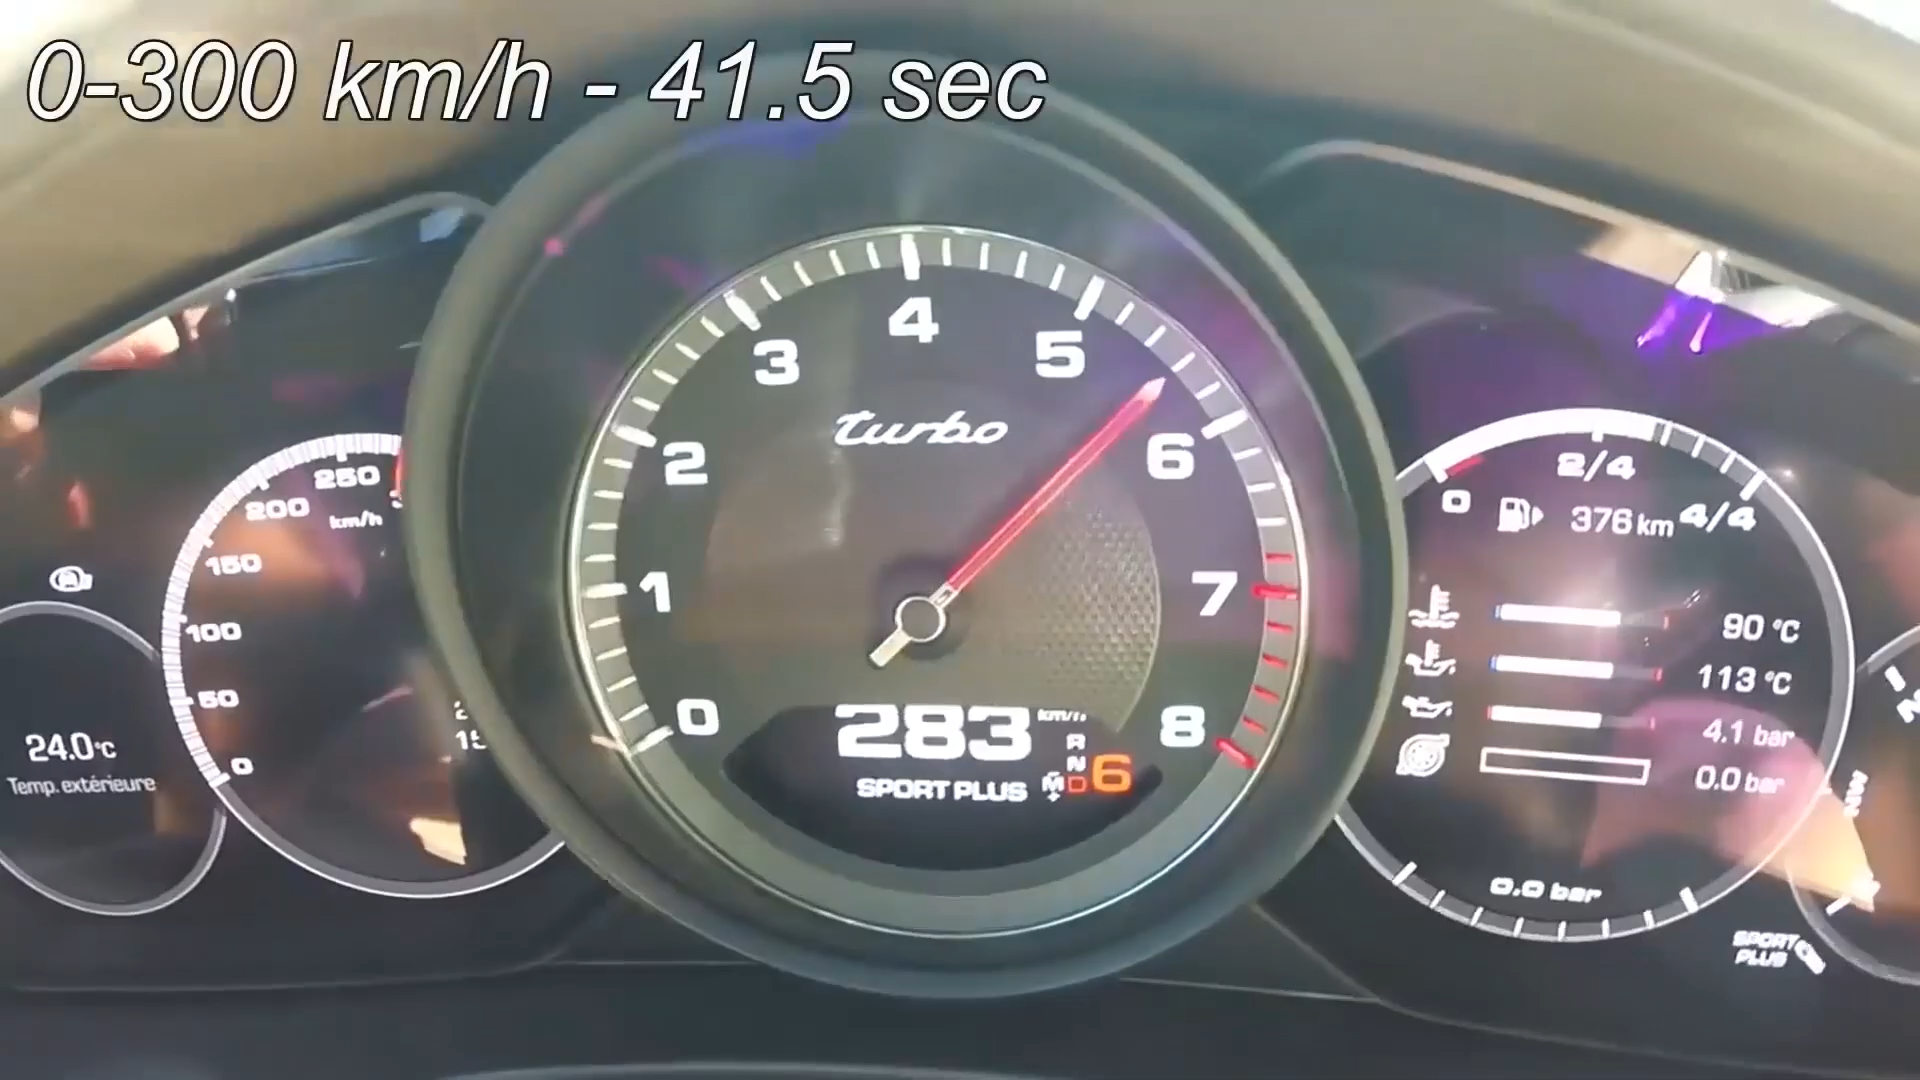 0-300 km/h - 41.5 sec
turbo
0
1
2
3
4
5
6
7
8
283 km/h
SPORT PLUS
R
N
M D 6
+
0
50
100
150
200
250
km/h
24.0°C
Temp. extérieure
0
2/4
4/4
376 km
90 °C
113 °C
4.1 bar
0.0 bar
0.0 bar
SPORT
PLUS